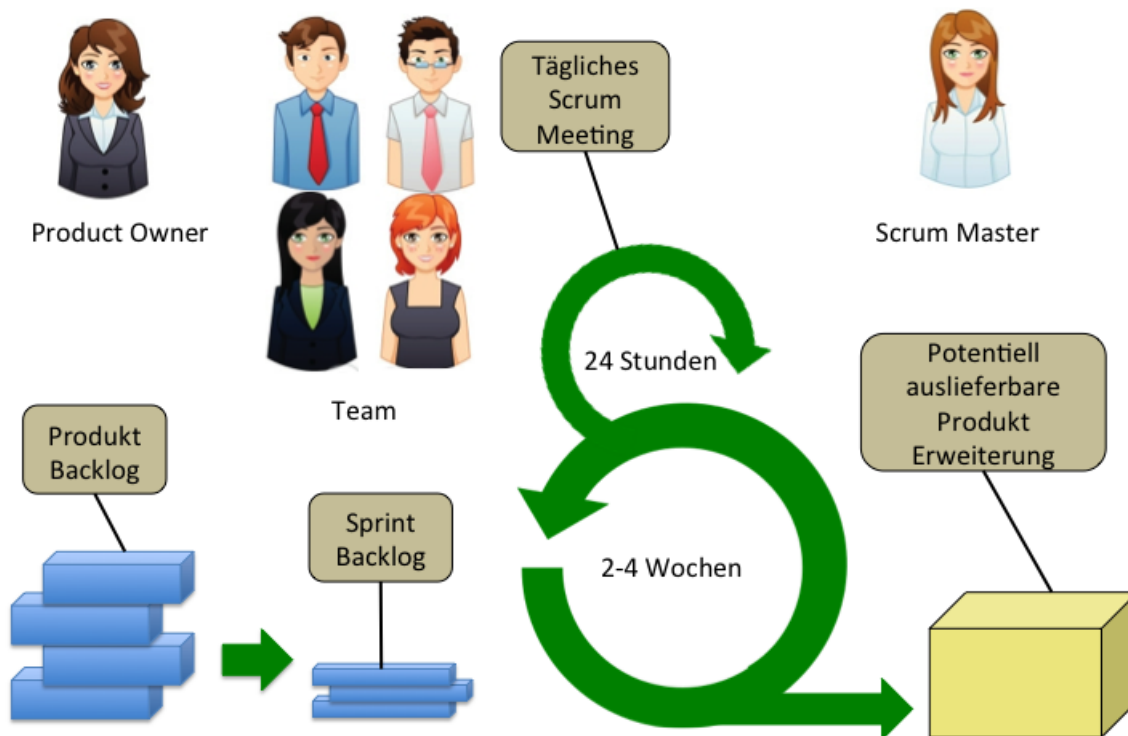 Product Owner
Team
Tägliches
Scrum
Meeting
Scrum Master
24 Stunden
2-4 Wochen
Produkt
Backlog
Sprint
Backlog
Potentiell
auslieferbare
Produkt
Erweiterung